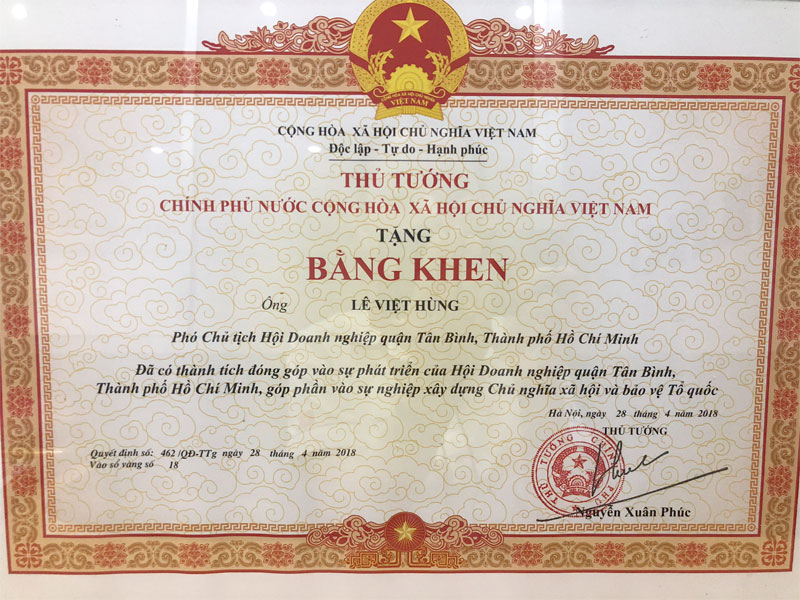 VIỆT NAM
CỘNG HÒA XÃ HỘI CHỦ NGHĨA VIỆT NAM
Độc lập - Tự do - Hạnh phúc
THỦ TƯỚNG
CHÍNH PHỦ NƯỚC CỘNG HÒA XÃ HỘI CHỦ NGHĨA VIỆT NAM
TẶNG
BẰNG KHEN
Ông LÊ VIỆT HÙNG
Phó Chủ tịch Hội Doanh nghiệp quận Tân Bình, Thành phố Hồ Chí Minh
Đã có thành tích đóng góp vào sự phát triển của Hội Doanh nghiệp quận Tân Bình,
Thành phố Hồ Chí Minh, góp phần vào sự nghiệp xây dựng Chủ nghĩa xã hội và bảo vệ Tổ quốc
Hà Nội, ngày 28 tháng 4 năm 2018
THỦ TƯỚNG
THỦ TƯỚNG CHÍNH PHỦ
Quyết định số: 462 /QĐ-TTg ngày 28 tháng 4 năm 2018
Vào sổ vàng số 18
Nguyễn Xuân Phúc